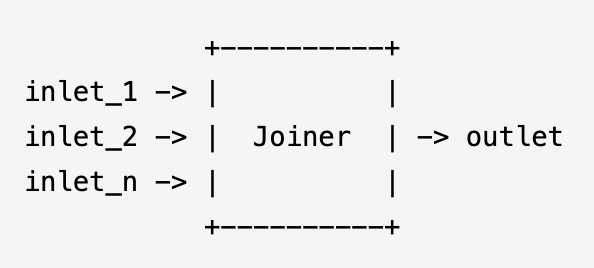 +----------+
inlet_1 -> |          |
inlet_2 -> |  Joiner  | -> outlet
inlet_n -> |          |
+----------+